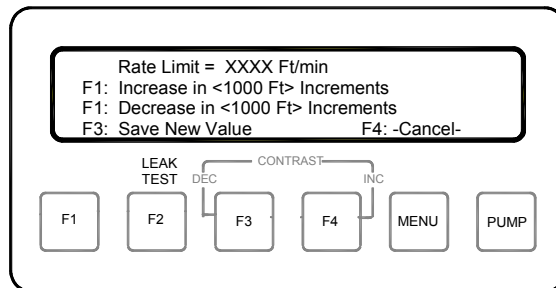 Rate Limit = XXXX Ft/min
F1: Increase in <1000 Ft> Increments
F1: Decrease in <1000 Ft> Increments
F3: Save New Value F4: -Cancel-
LEAK TEST
DEC CONTRAST INC
F1 F2 F3 F4 MENU PUMP